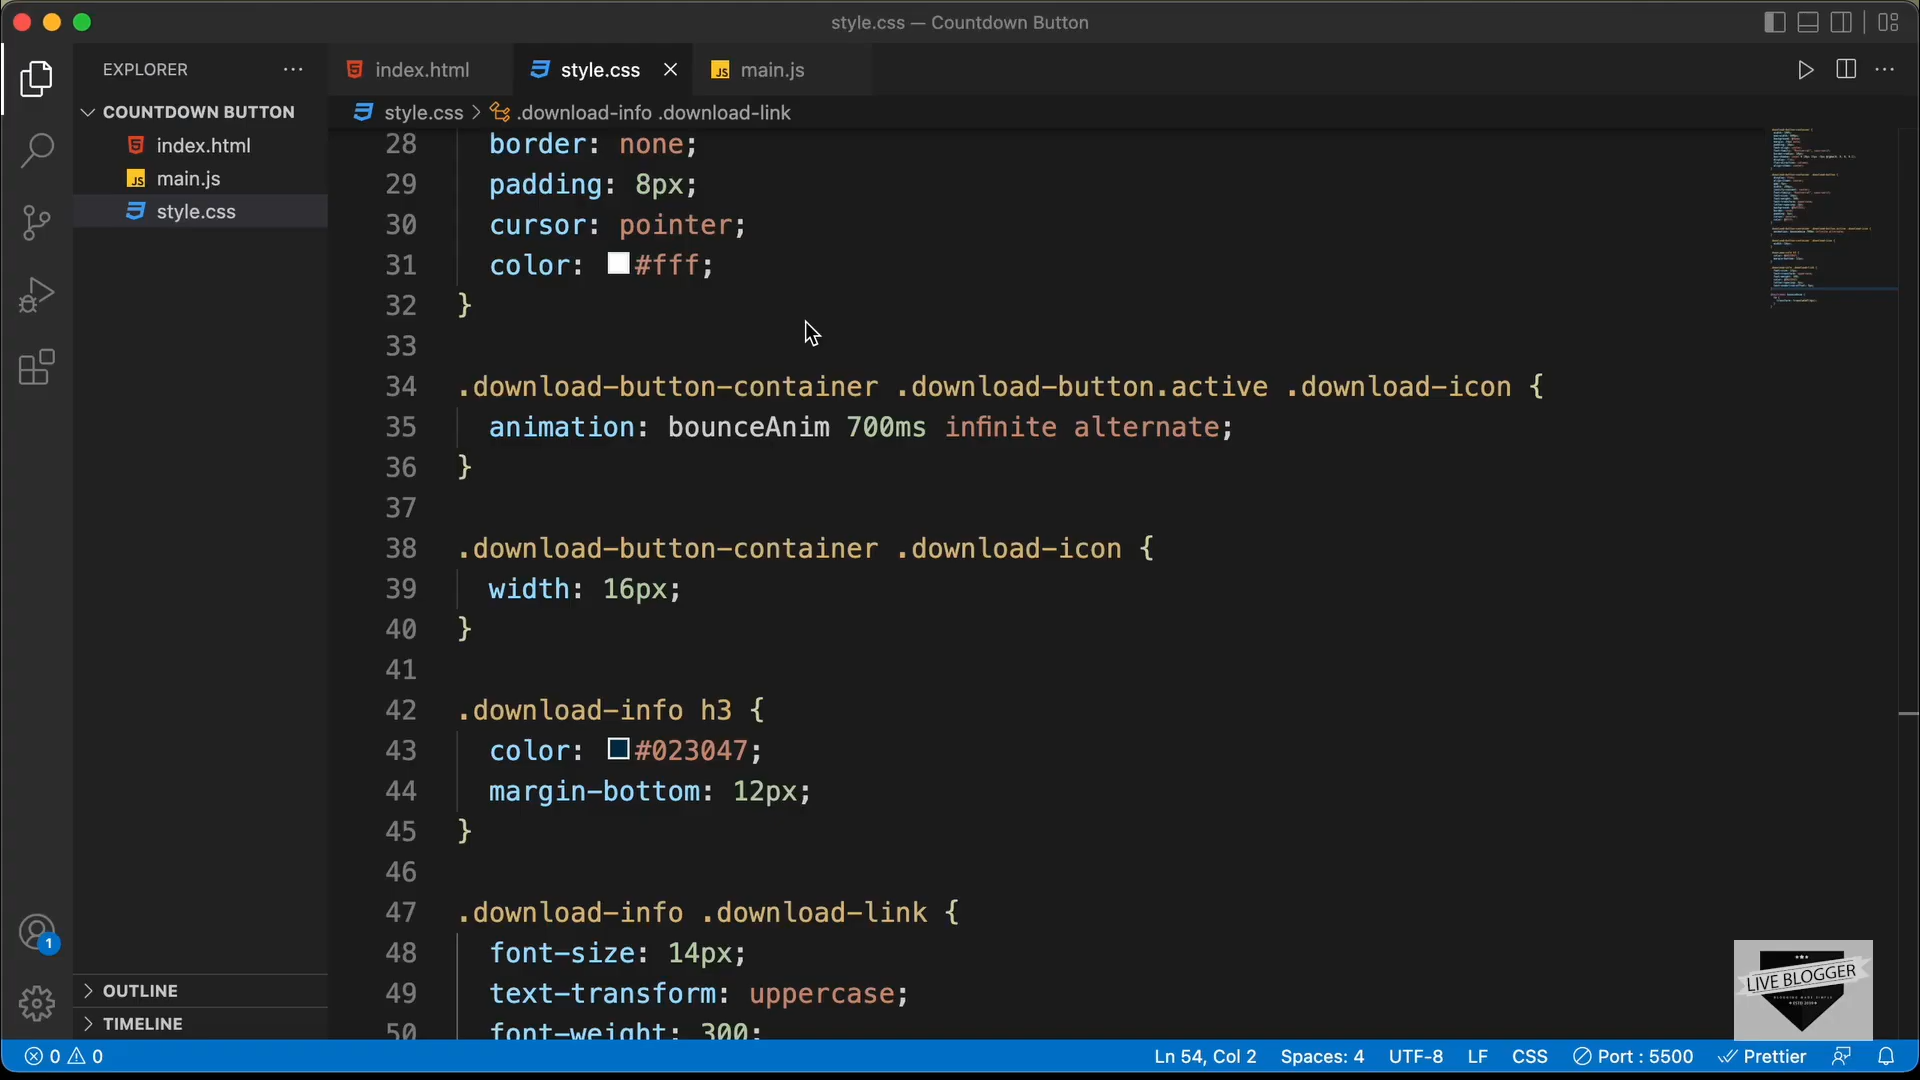 style.css — Countdown Button
EXPLORER
COUNTDOWN BUTTON
index.html
main.js
style.css
OUTLINE
TIMELINE
index.html
style.css
main.js
style.css > .download-info .download-link
28 border: none;
29 padding: 8px;
30 cursor: pointer;
31 color: #fff;
32 }
33
34 .download-button-container .download-button.active .download-icon {
35 animation: bounceAnim 700ms infinite alternate;
36 }
37
38 .download-button-container .download-icon {
39 width: 16px;
40 }
41
42 .download-info h3 {
43 color: #023047;
44 margin-bottom: 12px;
45 }
46
47 .download-info .download-link {
48 font-size: 14px;
49 text-transform: uppercase;
50 font-weight: 300;
LIVE BLOGGER
1
0 0
Ln 54, Col 2 Spaces: 4 UTF-8 LF CSS Port : 5500 Prettier